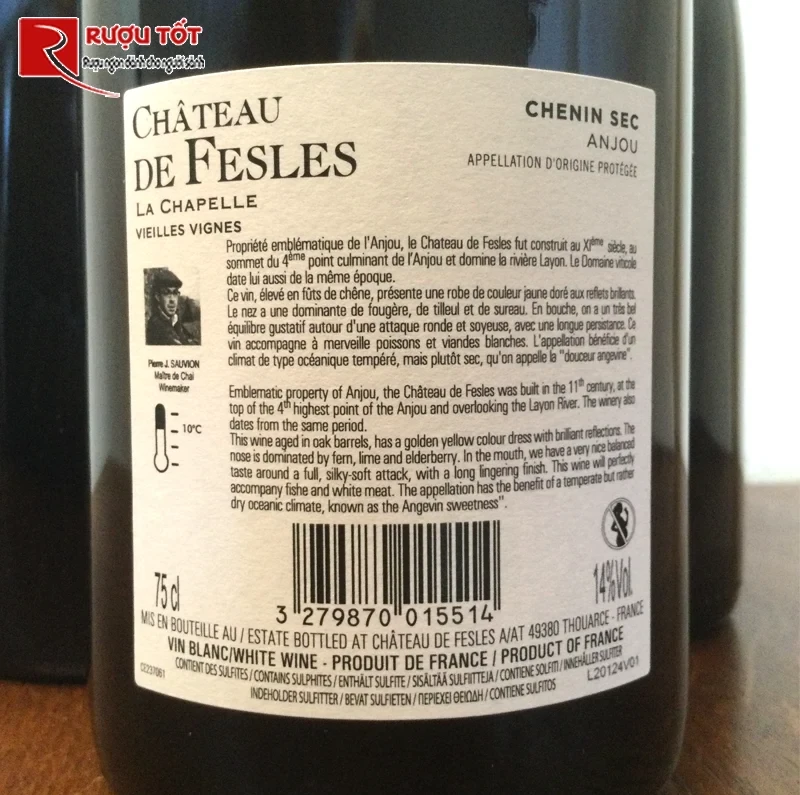 RƯỢU TỐT
Rượu ngon dành cho người sành
CHÂTEAU
DE FESLES
LA CHAPELLE
VIEILLES VIGNES
CHENIN SEC
ANJOU
APPELLATION D'ORIGINE PROTÉGÉE
Propriété emblématique de l'Anjou, le Chateau de Fesles fut construit au XIème siècle, au
sommet du 4ème point culminant de l'Anjou et domine la rivière Layon. Le Domaine viticole
date lui aussi de la même époque.
Ce vin, élevé en fûts de chêne, présente une robe de couleur jaune doré aux reflets brillants.
Le nez a une dominante de fougère, de tilleul et de sureau. En bouche, on a un très bel
équilibre gustatif autour d'une attaque ronde et soyeuse, avec une longue persistance. Ce
vin accompagne à merveille poissons et viandes blanches. L'appellation bénéficie d'un
climat de type océanique tempéré, mais plutôt sec, qu'on appelle la "douceur angevine".
Pierre J. SAUVION
Maître de Chai
Winemaker
10°C
Emblematic property of Anjou, the Château de Fesles was built in the 11th century, at the
top of the 4th highest point of the Anjou and overlooking the Layon River. The winery also
dates from the same period.
This wine aged in oak barrels, has a golden yellow colour dress with brilliant reflections. The
nose is dominated by fern, lime and elderberry. In the mouth, we have a very nice balanced
taste around a full, silky-soft attack, with a long lingering finish. This wine will perfectly
accompany fishe and white meat. The appellation has the benefit of a temperate but rather
dry oceanic climate, known as the Angevin sweetness".
75 cl
3 279870 015514
14%Vol.
MIS EN BOUTEILLE AU / ESTATE BOTTLED AT CHÂTEAU DE FESLES A/AT 49380 THOUARCE - FRANCE
VIN BLANC/WHITE WINE - PRODUIT DE FRANCE / PRODUCT OF FRANCE
C2237061
CONTIENT DES SULFITES / CONTAINS SULPHITES / ENTHÄLT SULFITE / SISÄLTÄÄ SULFIITTEJA / CONTIENE SOLFITI / INNEHÅLLER SULFITER
L20124V01
INDEHOLDER SULFITTER / BEVAT SULFIETEN / ΠΕΡΙΕΧΕΙ ΘΕΙΩΔΗ / CONTIENE SULFITOS